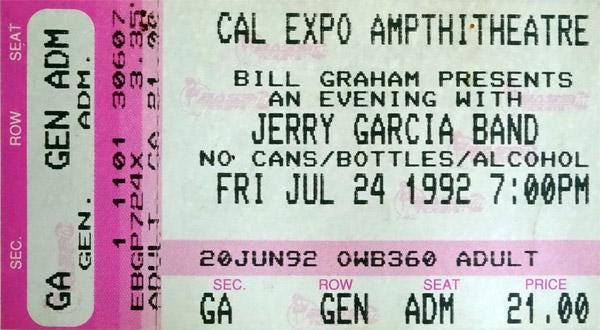 SEAT
ROW
SEC.
GEN ADM
GA
ADM.
GEN.
30607
1 1101
EBGP724X
ADULT
GA
CAL EXPO AMPTHITHEATRE
BILL GRAHAM PRESENTS
AN EVENING WITH
JERRY GARCIA BAND
NO CANS/BOTTLES/ALCOHOL
FRI JUL 24 1992 7:00PM
20JUN92 OWB360 ADULT
SEC. ROW SEAT PRICE
GA GEN ADM 21.00